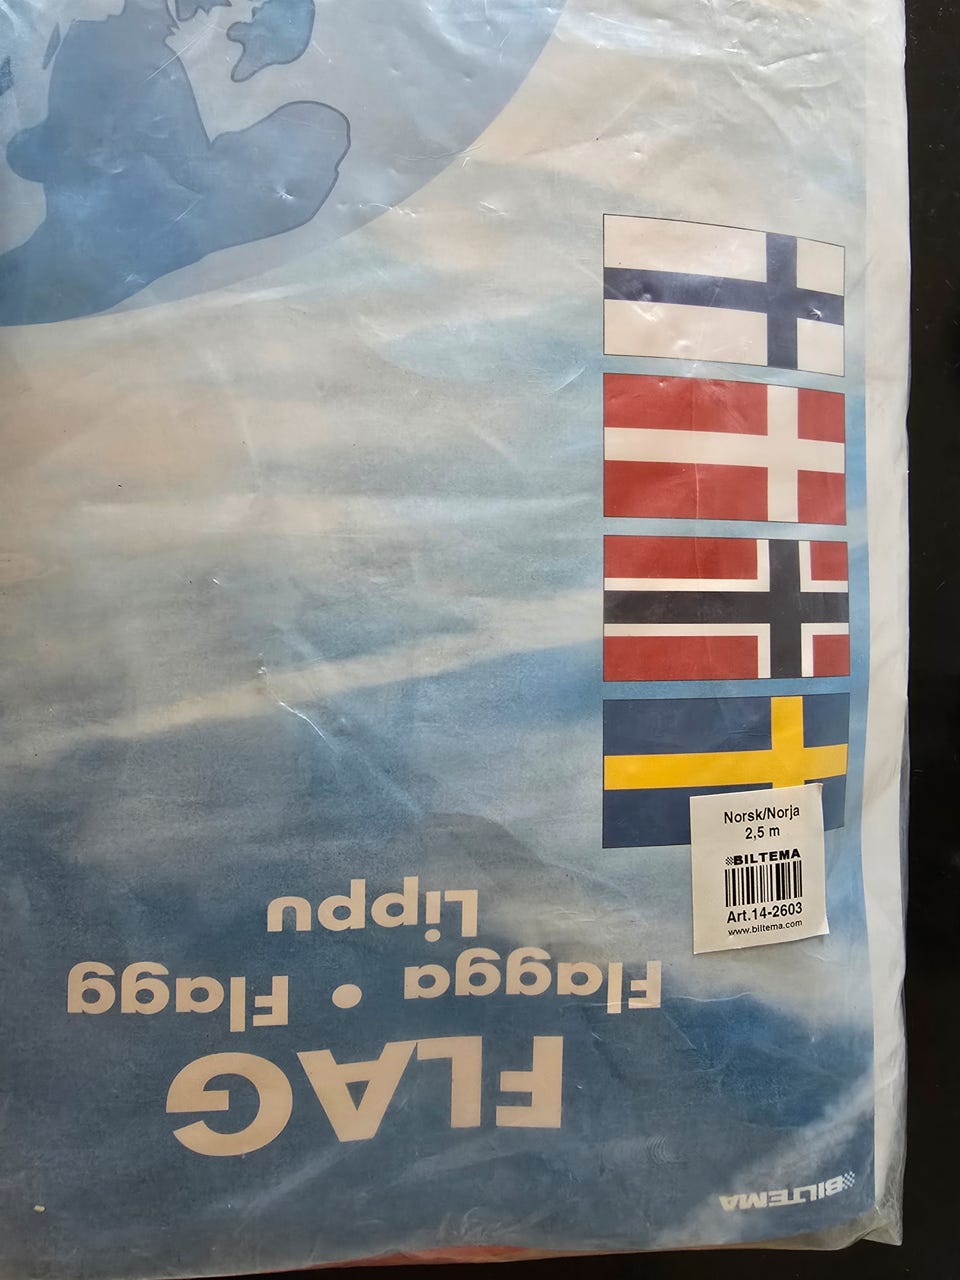 BILTEMA
FLAG
Flagga • Flagg
Lippu
Norsk/Norja
2,5 m
BILTEMA
Art.14-2603
www.biltema.com